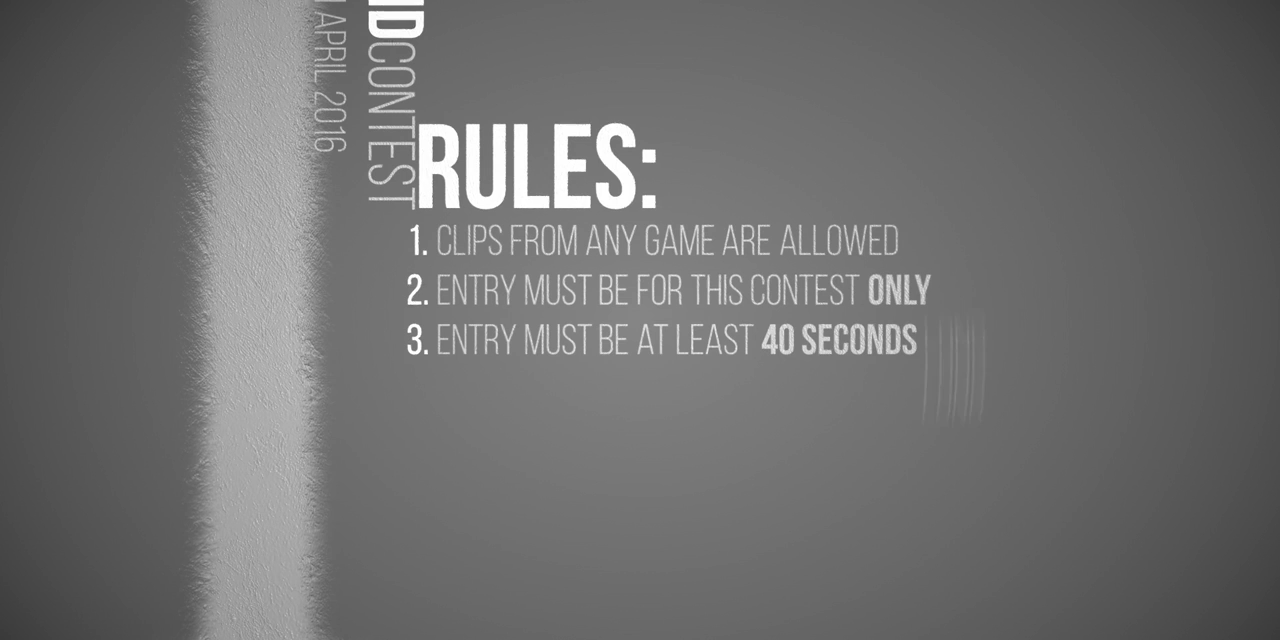 APRIL 2016
CONTEST
RULES:
1. CLIPS FROM ANY GAME ARE ALLOWED
2. ENTRY MUST BE FOR THIS CONTEST ONLY
3. ENTRY MUST BE AT LEAST 40 SECONDS